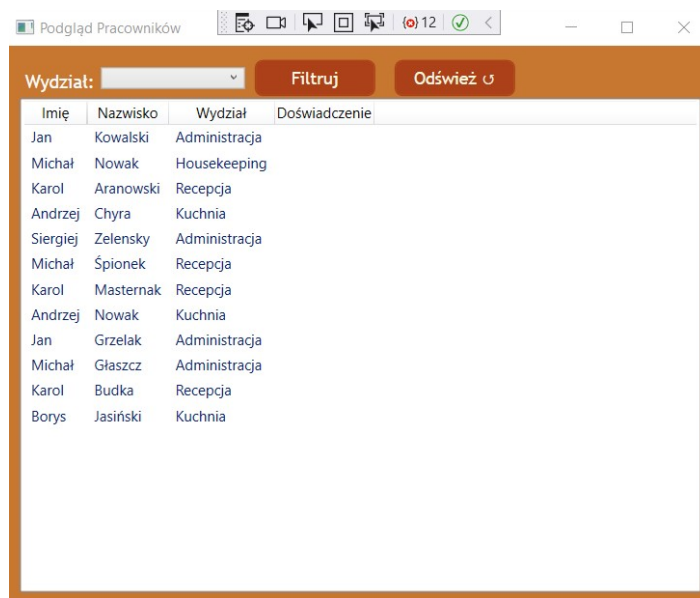 Podgląd Pracowników 12
Wydział: Filtruj Odśwież ↺
Imię Nazwisko Wydział Doświadczenie
Jan Kowalski Administracja
Michał Nowak Housekeeping
Karol Aranowski Recepcja
Andrzej Chyra Kuchnia
Siergiej Zelensky Administracja
Michał Śpionek Recepcja
Karol Masternak Recepcja
Andrzej Nowak Kuchnia
Jan Grzelak Administracja
Michał Głaszcz Administracja
Karol Budka Recepcja
Borys Jasiński Kuchnia